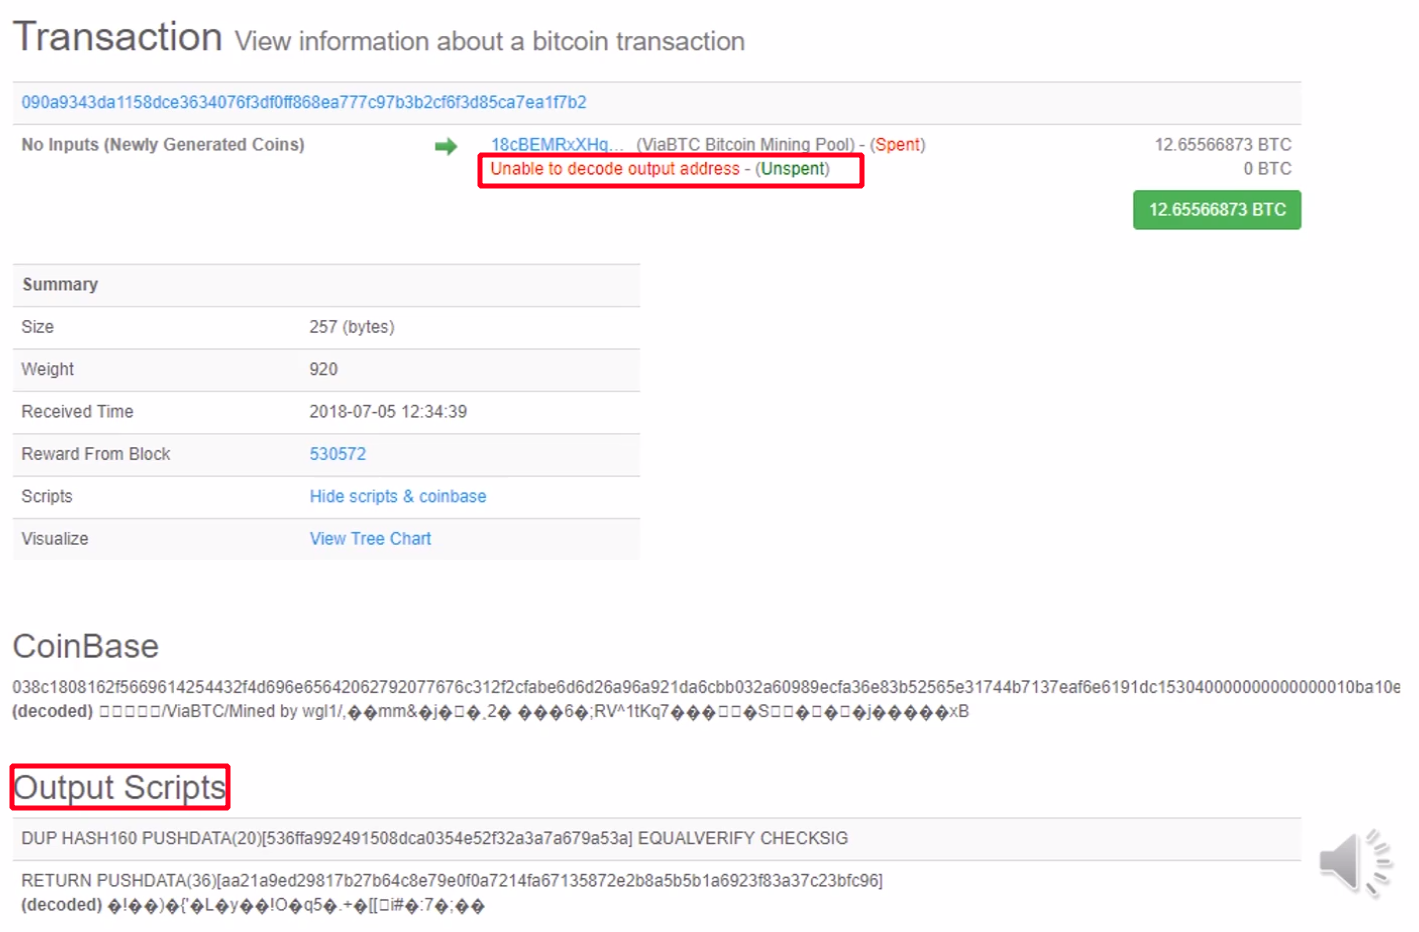 Transaction View information about a bitcoin transaction
090a9343da1158dce3634076f3df0ff868ea777c97b3b2cf6f3d85ca7ea1f7b2
No Inputs (Newly Generated Coins) 18cBEMRxXHq... (ViaBTC Bitcoin Mining Pool) - (Spent) 12.65566873 BTC
Unable to decode output address - (Unspent) 0 BTC
12.65566873 BTC
Summary
Size 257 (bytes)
Weight 920
Received Time 2018-07-05 12:34:39
Reward From Block 530572
Scripts Hide scripts & coinbase
Visualize View Tree Chart
CoinBase
038c1808162f5669614254432f4d696e65642062792077676c312f2cfabe6d6d26a96a921da6cbb032a60989ecfa36e83b52565e31744b7137eaf6e6191dc153040000000000000010ba10e
(decoded) □□□□□/ViaBTC/Mined by wgl1/,��mm&�j�□�¸2� ���6�;RV^1tKq7���□□�S□□�□�□�j�����xB
Output Scripts
DUP HASH160 PUSHDATA(20)[536ffa992491508dca0354e52f32a3a7a679a53a] EQUALVERIFY CHECKSIG
RETURN PUSHDATA(36)[aa21a9ed29817b27b64c8e79e0f0a7214fa67135872e2b8a5b5b1a6923f83a37c23bfc96]
(decoded) �!��)�{'�L�y��!O�q5�.+�[[□i#�:7�;��